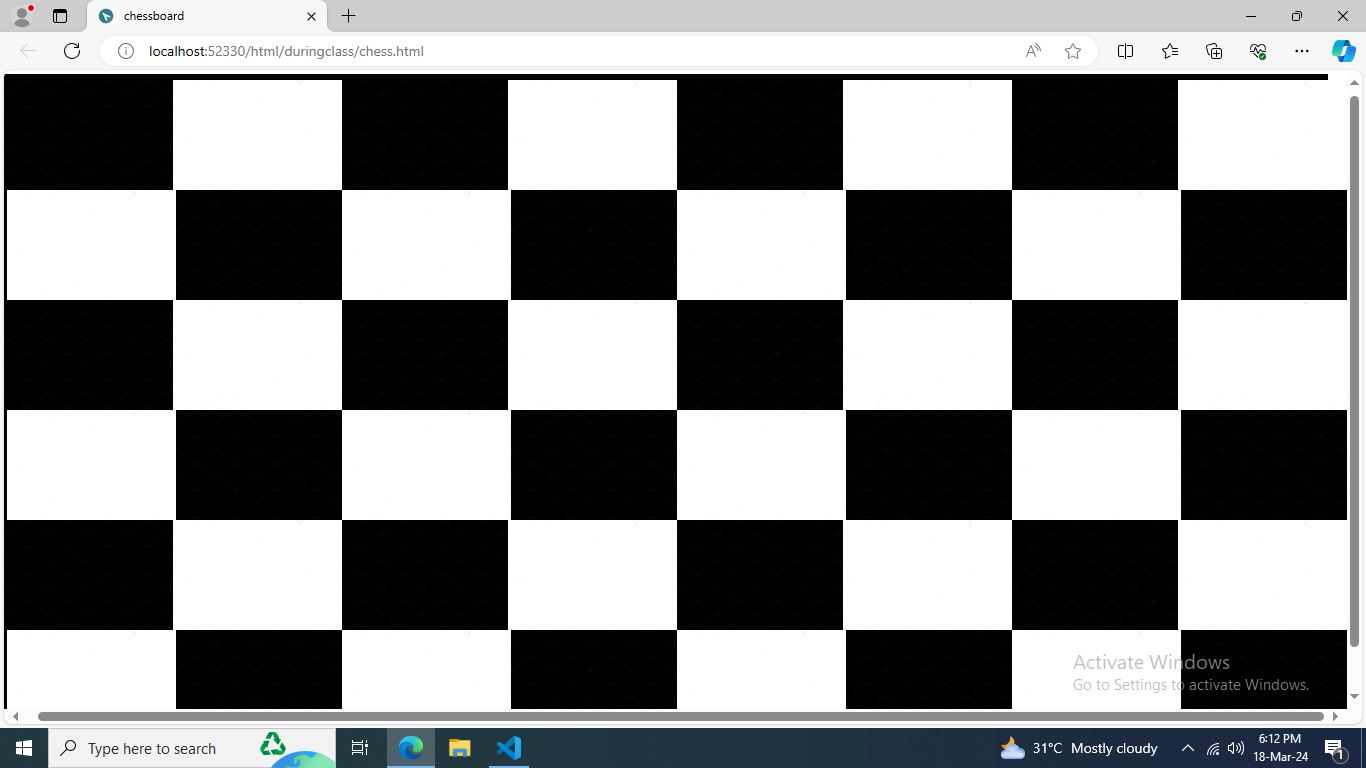 chessboard
localhost:52330/html/duringclass/chess.html
Activate Windows
Go to Settings to activate Windows.
Type here to search
31°C Mostly cloudy
6:12 PM
18-Mar-24
1